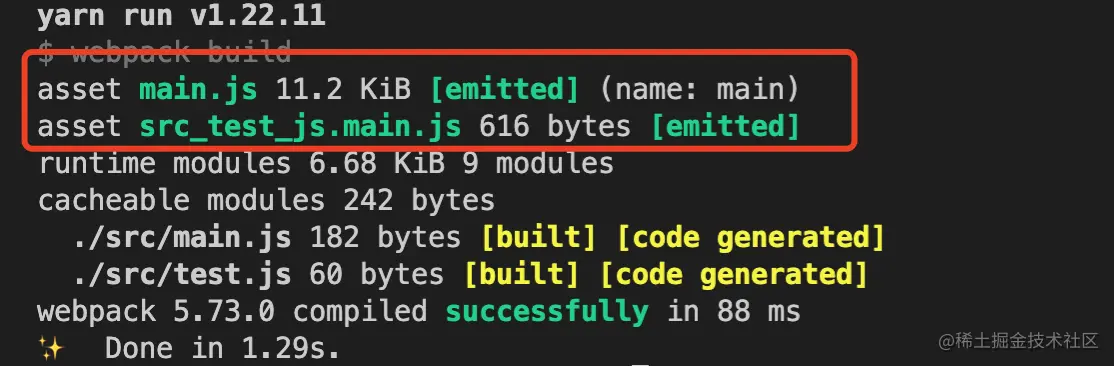 yarn run v1.22.11
$ webpack build
asset main.js 11.2 KiB [emitted] (name: main)
asset src_test_js.main.js 616 bytes [emitted]
runtime modules 6.68 KiB 9 modules
cacheable modules 242 bytes
  ./src/main.js 182 bytes [built] [code generated]
  ./src/test.js 60 bytes [built] [code generated]
webpack 5.73.0 compiled successfully in 88 ms
✨  Done in 1.29s.
@稀土掘金技术社区